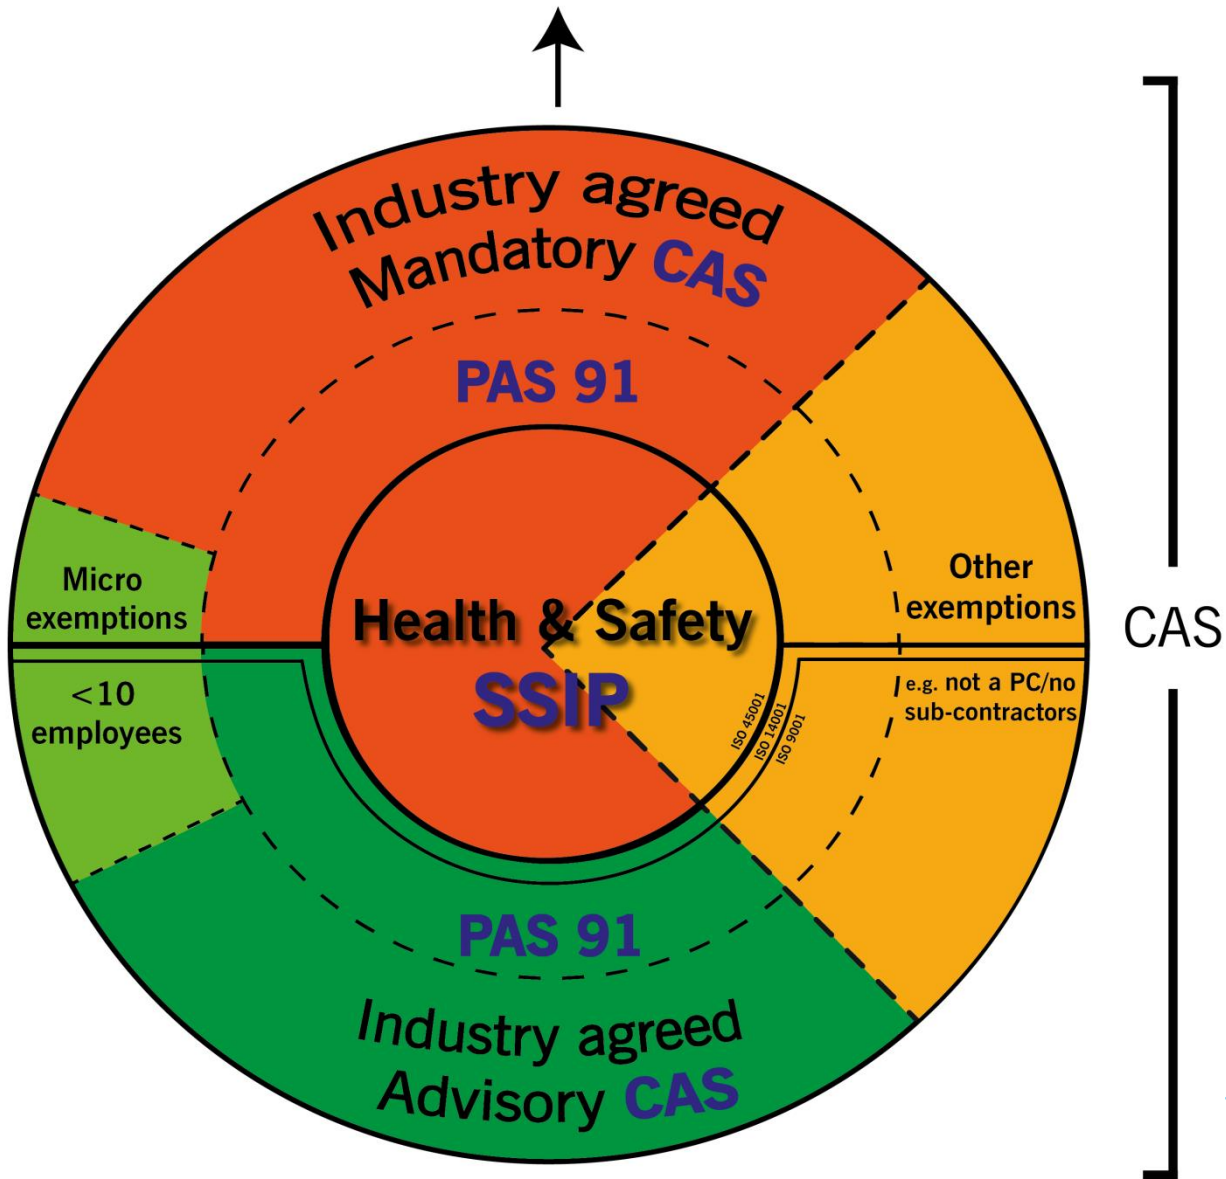 Industry agreed
Mandatory CAS
PAS 91
Micro
exemptions
<10
employees
Health & Safety
SSIP
Other
exemptions
e.g. not a PC/no
sub-contractors
ISO 45001
ISO 14001
ISO 9001
CAS
PAS 91
Industry agreed
Advisory CAS